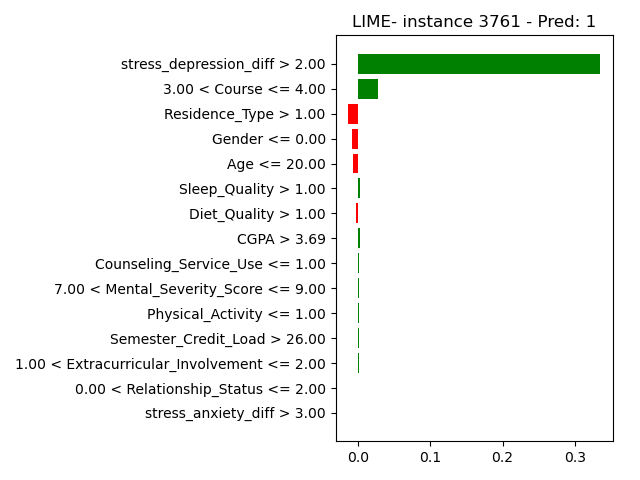 LIME- instance 3761 - Pred: 1
stress_depression_diff > 2.00
3.00 < Course <= 4.00
Residence_Type > 1.00
Gender <= 0.00
Age <= 20.00
Sleep_Quality > 1.00
Diet_Quality > 1.00
CGPA > 3.69
Counseling_Service_Use <= 1.00
7.00 < Mental_Severity_Score <= 9.00
Physical_Activity <= 1.00
Semester_Credit_Load > 26.00
1.00 < Extracurricular_Involvement <= 2.00
0.00 < Relationship_Status <= 2.00
stress_anxiety_diff > 3.00
0.0 0.1 0.2 0.3